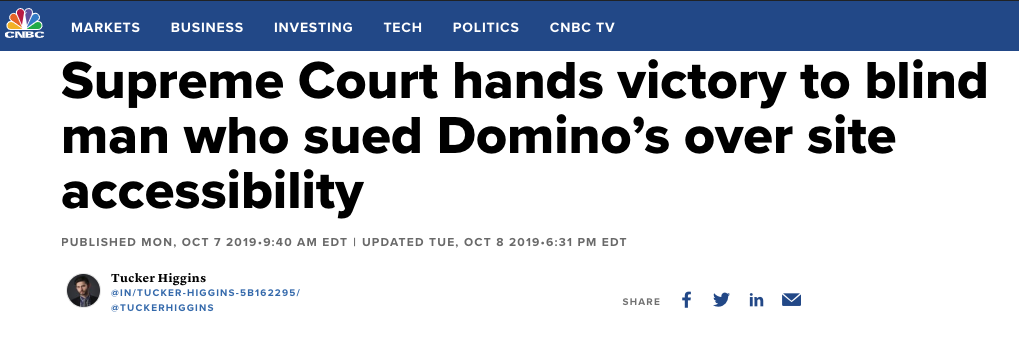 CNBC MARKETS BUSINESS INVESTING TECH POLITICS CNBC TV
Supreme Court hands victory to blind
man who sued Domino’s over site
accessibility
PUBLISHED MON, OCT 7 2019•9:40 AM EDT | UPDATED TUE, OCT 8 2019•6:31 PM EDT
Tucker Higgins
@IN/TUCKER-HIGGINS-5B162295/
@TUCKERHIGGINS
SHARE f in